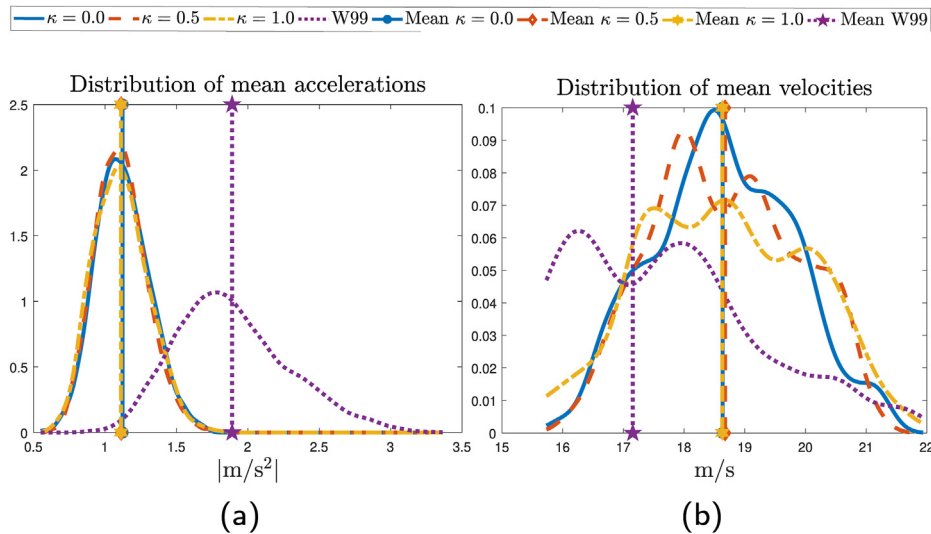 κ = 0.0 κ = 0.5 κ = 1.0 W99 Mean κ = 0.0 Mean κ = 0.5 Mean κ = 1.0 Mean W99
Distribution of mean accelerations
2.5
2
1.5
1
0.5
0
0.5 1 1.5 2 2.5 3 3.5
|m/s²|
(a)
Distribution of mean velocities
0.1
0.09
0.08
0.07
0.06
0.05
0.04
0.03
0.02
0.01
0
15 16 17 18 19 20 21 22
m/s
(b)